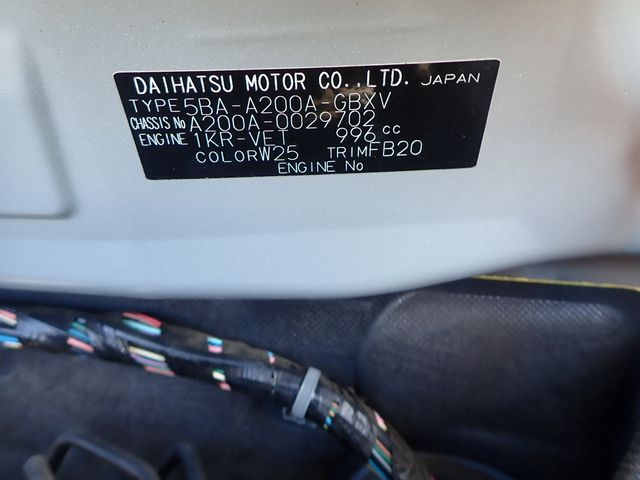 DAIHATSU MOTOR CO.,LTD. JAPAN
TYPE 5BA-A200A-GBXV
CHASSIS No A200A-0029702
ENGINE 1KR-VET 996 cc
COLOR W25 TRIM FB20
ENGINE No